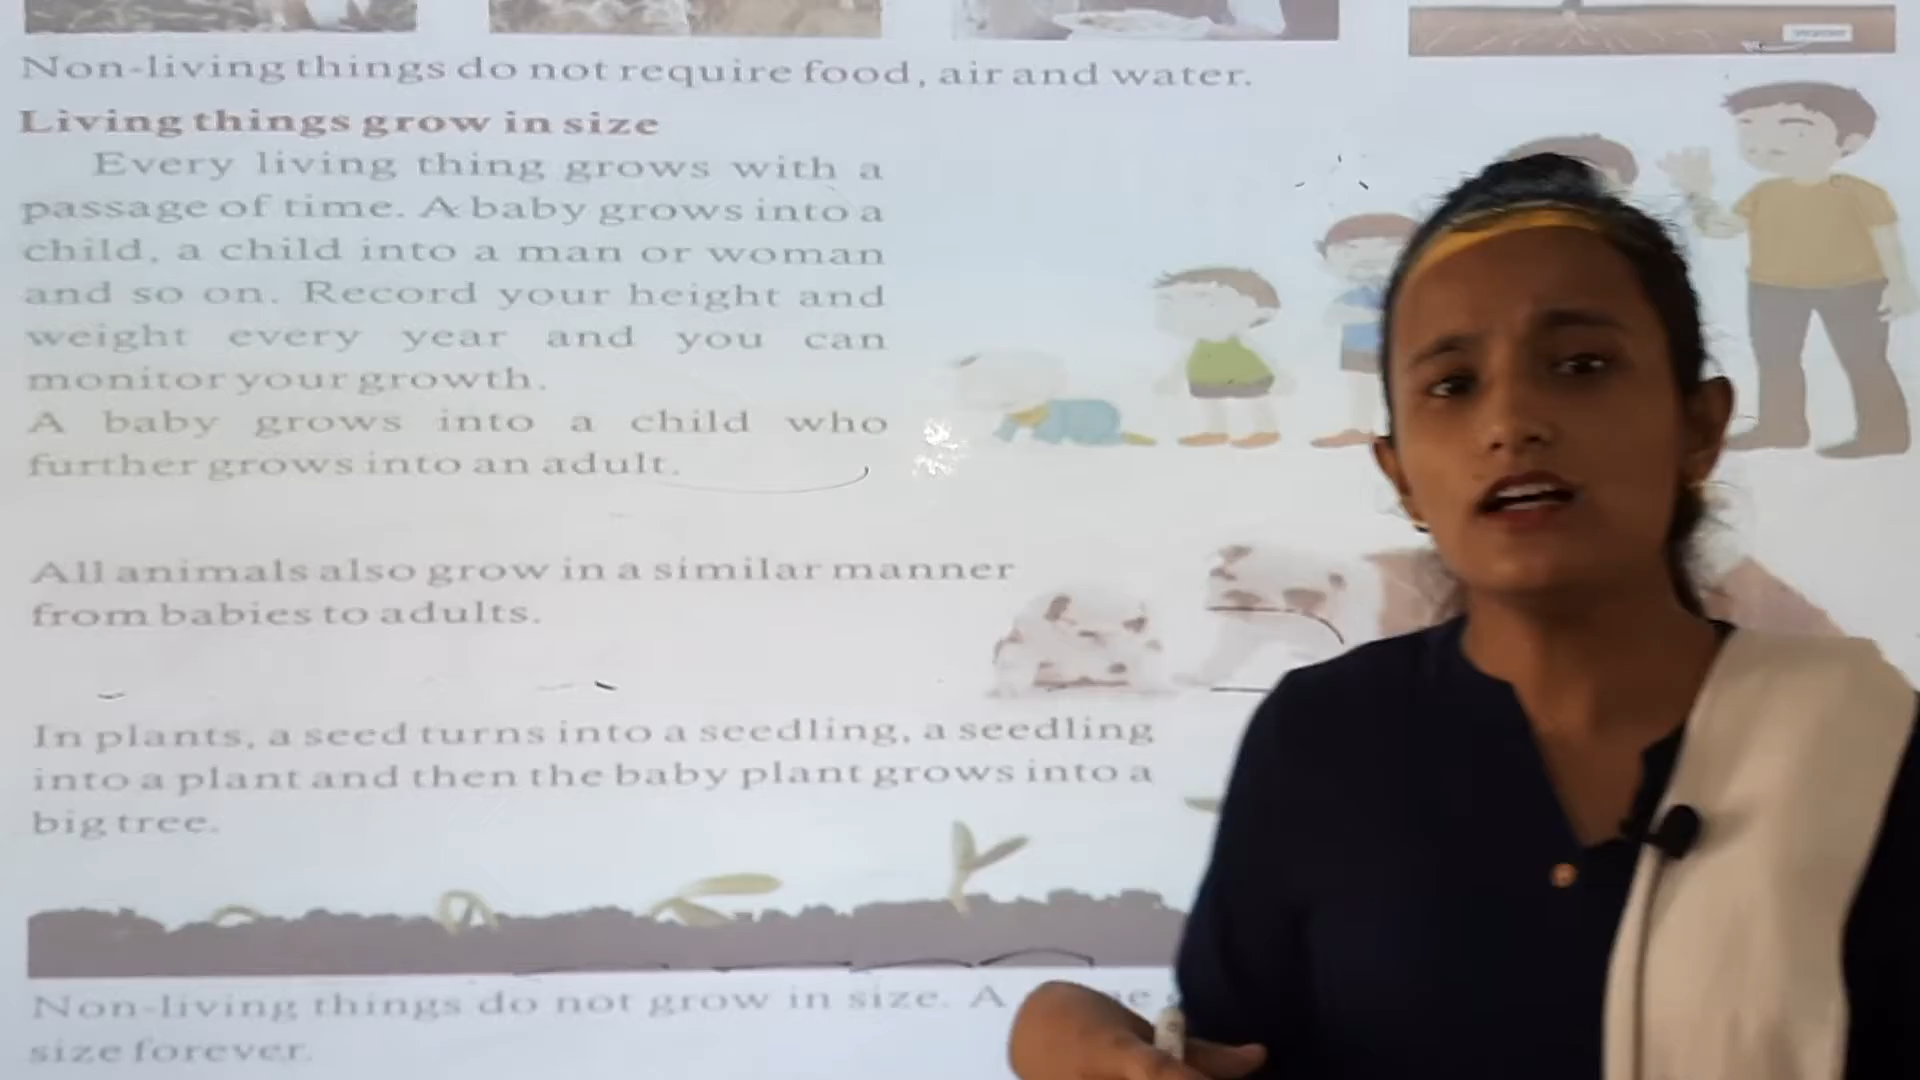 Non-living things do not require food, air and water.
Living things grow in size
Every living thing grows with a
passage of time. A baby grows into a
child, a child into a man or woman
and so on. Record your height and
weight every year and you can
monitor your growth.
A baby grows into a child who
further grows into an adult.
All animals also grow in a similar manner
from babies to adults.
In plants, a seed turns into a seedling, a seedling
into a plant and then the baby plant grows into a
big tree.
Non-living things do not grow in size. A
size forever.